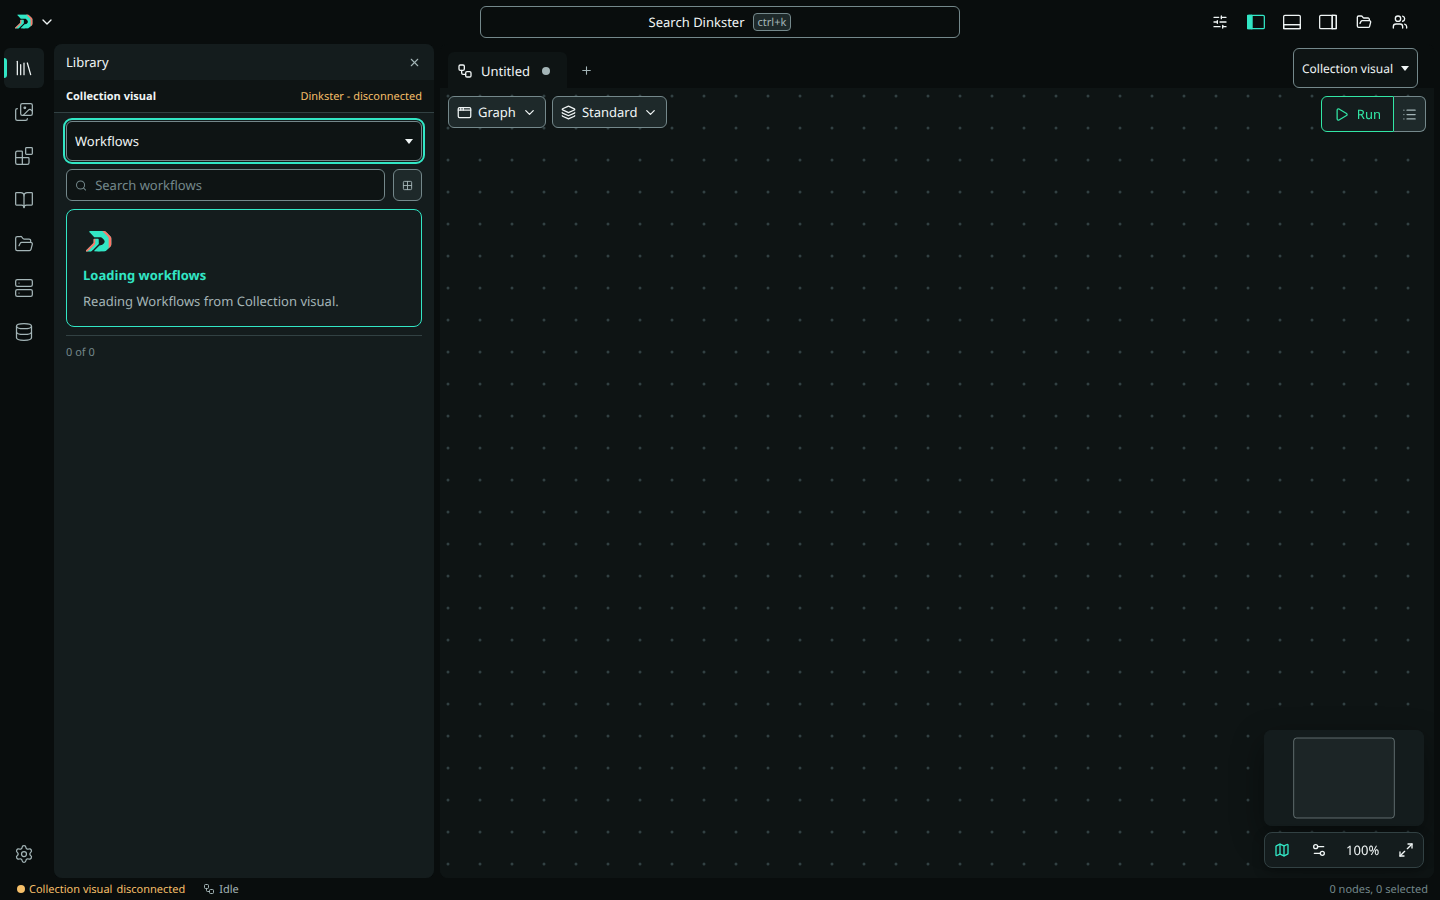 Search Dinkster ctrl+k
Library
Collection visual Dinkster - disconnected
Workflows
Search workflows
Loading workflows
Reading Workflows from Collection visual.
0 of 0
Untitled
Collection visual
Graph
Standard
Run
100%
Collection visual disconnected
Idle
0 nodes, 0 selected